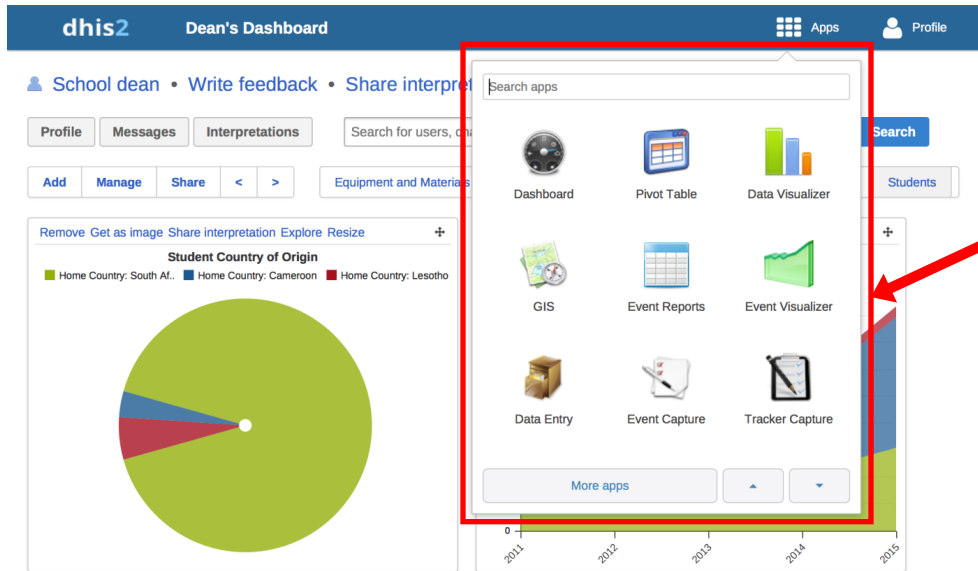 dhis2 Dean's Dashboard Apps Profile
School dean • Write feedback • Share interpret
Search apps
Profile Messages Interpretations Search for users, cha Search
Add Manage Share < > Equipment and Materials Students
Dashboard Pivot Table Data Visualizer
Remove Get as image Share interpretation Explore Resize
Student Country of Origin
Home Country: South Af.. Home Country: Cameroon Home Country: Lesotho
GIS Event Reports Event Visualizer
Data Entry Event Capture Tracker Capture
More apps
0
2011 2012 2013 2014 2015